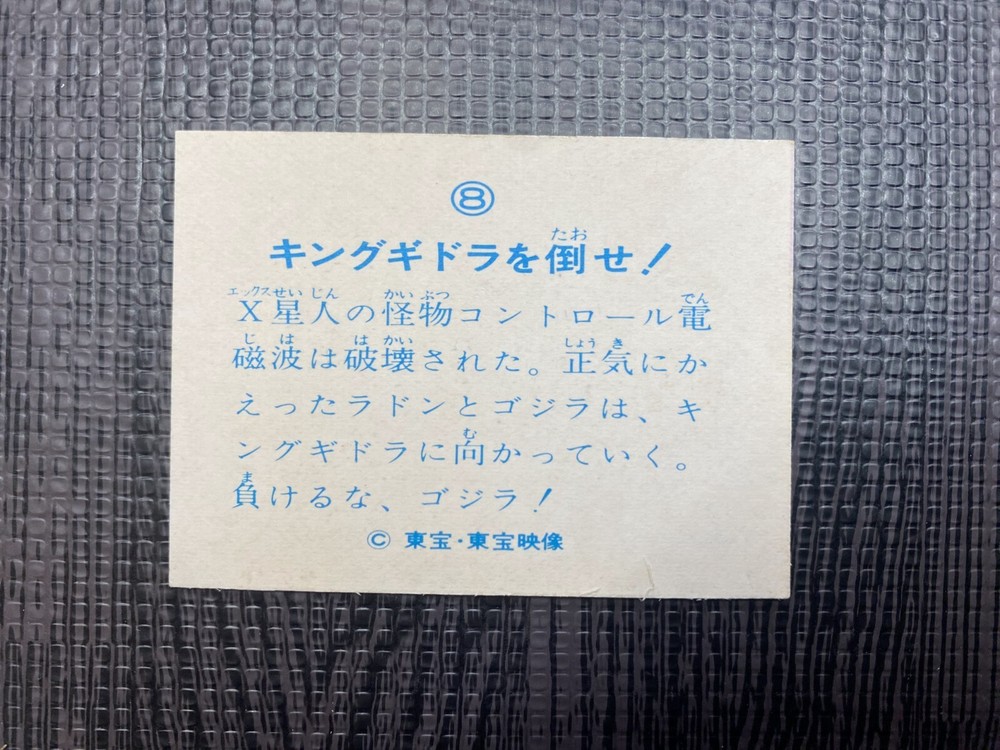 ⑧
キングギドラを倒せ!
X星人の怪物コントロール電
磁波は破壊された。正気にか
えったラドンとゴジラは、キ
ングギドラに向かっていく。
負けるな、ゴジラ!
© 東宝・東宝映像